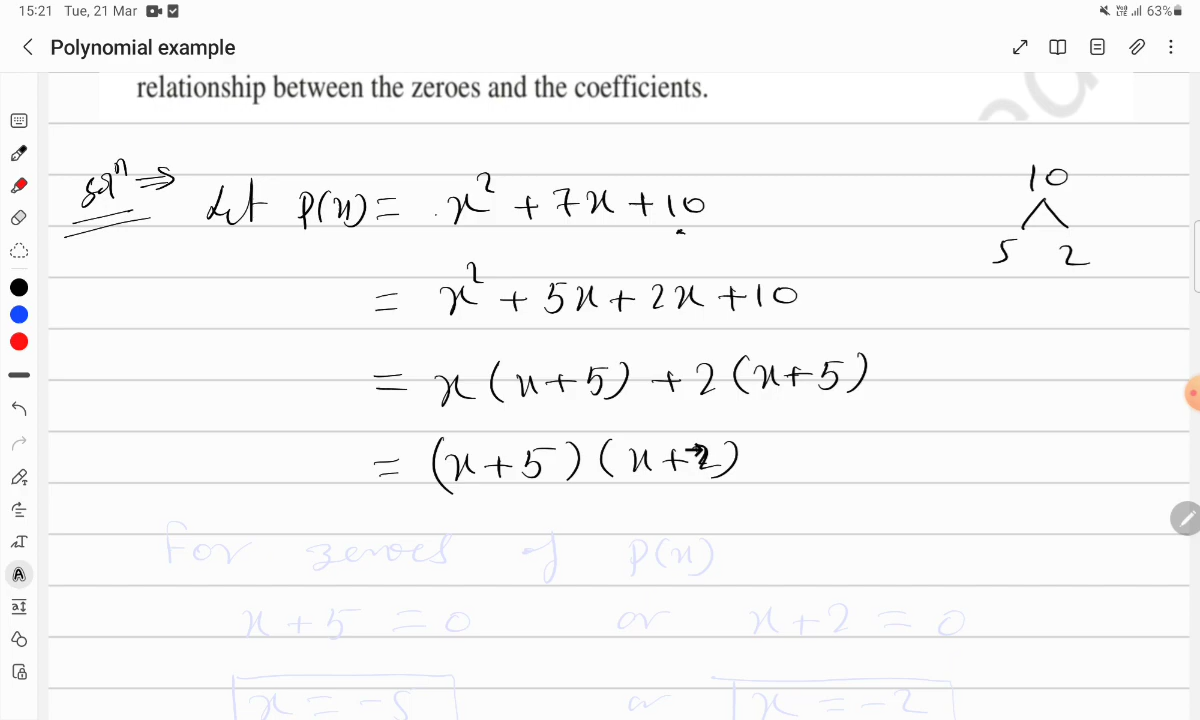 15:21 Tue, 21 Mar 63%
Polynomial example
relationship between the zeroes and the coefficients.
solⁿ ⇒ Let P(x) = x² + 7x + 10
10
5 2
= x² + 5x + 2x + 10
= x(x+5) + 2(x+5)
= (x+5)(x+2)
For zeroes of P(x)
x + 5 = 0 or x + 2 = 0
x = -5 or x = -2